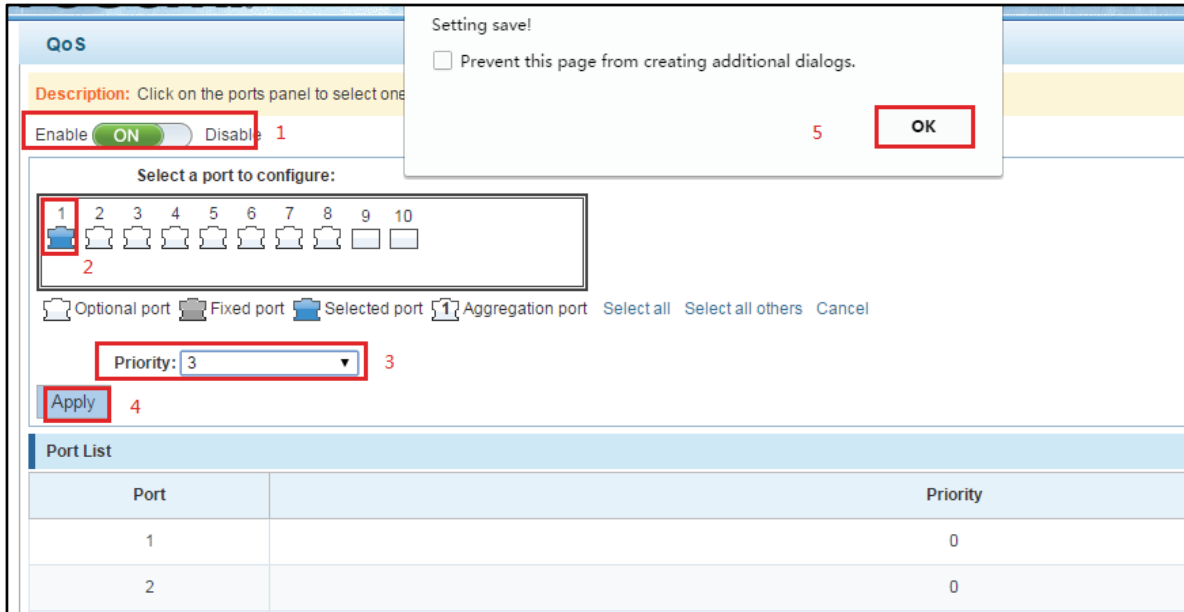 Setting save!
Prevent this page from creating additional dialogs.
OK
5
QoS
Description: Click on the ports panel to select one
Enable ON Disable 1
Select a port to configure:
1 2 3 4 5 6 7 8 9 10
2
Optional port Fixed port Selected port 1 Aggregation port Select all Select all others Cancel
Priority: 3 3
Apply 4
Port List
Port Priority
1 0
2 0